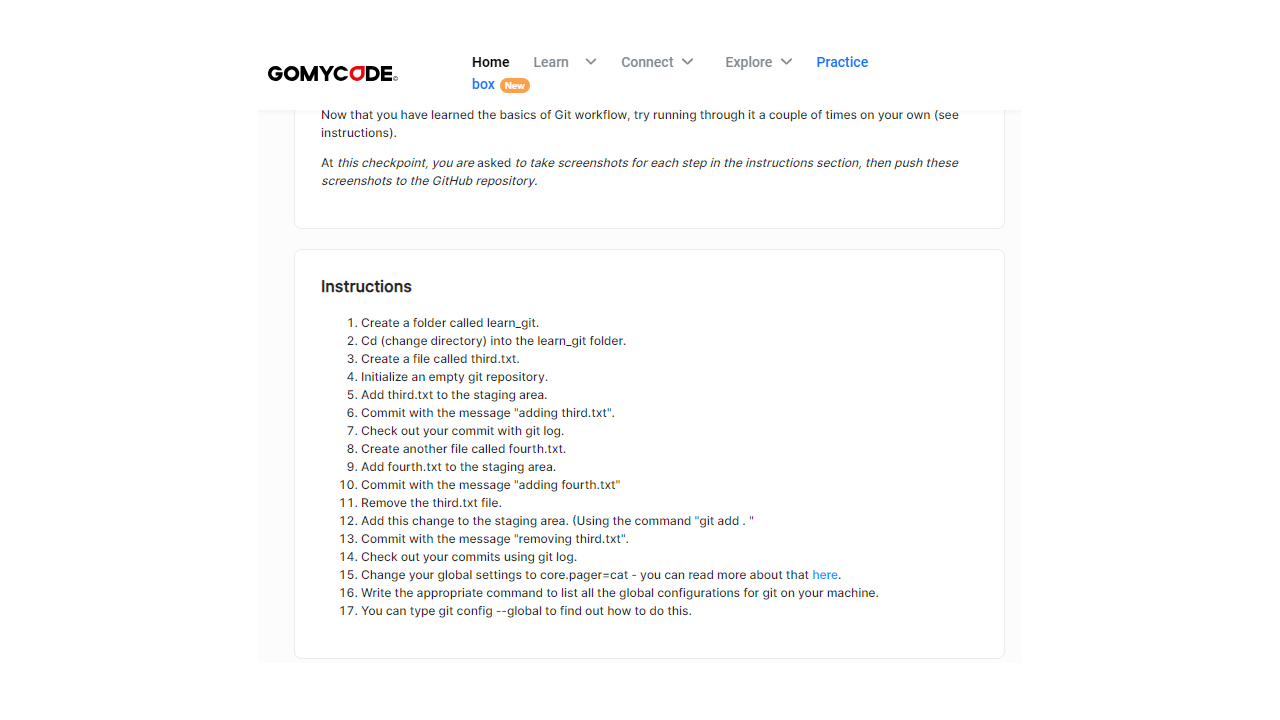 GOMYCODE©
Home Learn Connect Explore Practice
box New
Now that you have learned the basics of Git workflow, try running through it a couple of times on your own (see
instructions).
At this checkpoint, you are asked to take screenshots for each step in the instructions section, then push these
screenshots to the GitHub repository.
Instructions
1. Create a folder called learn_git.
2. Cd (change directory) into the learn_git folder.
3. Create a file called third.txt.
4. Initialize an empty git repository.
5. Add third.txt to the staging area.
6. Commit with the message "adding third.txt".
7. Check out your commit with git log.
8. Create another file called fourth.txt.
9. Add fourth.txt to the staging area.
10. Commit with the message "adding fourth.txt"
11. Remove the third.txt file.
12. Add this change to the staging area. (Using the command "git add . "
13. Commit with the message "removing third.txt".
14. Check out your commits using git log.
15. Change your global settings to core.pager=cat - you can read more about that here.
16. Write the appropriate command to list all the global configurations for git on your machine.
17. You can type git config --global to find out how to do this.